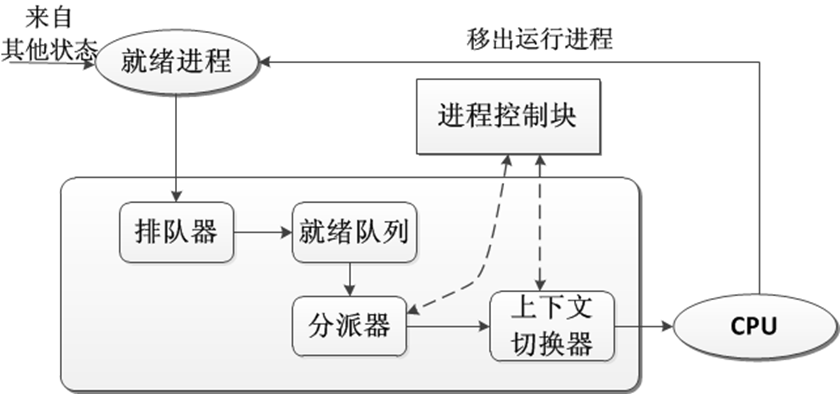 来自
其他状态
就绪进程
移出运行进程
进程控制块
排队器
就绪队列
分派器
上下文
切换器
CPU